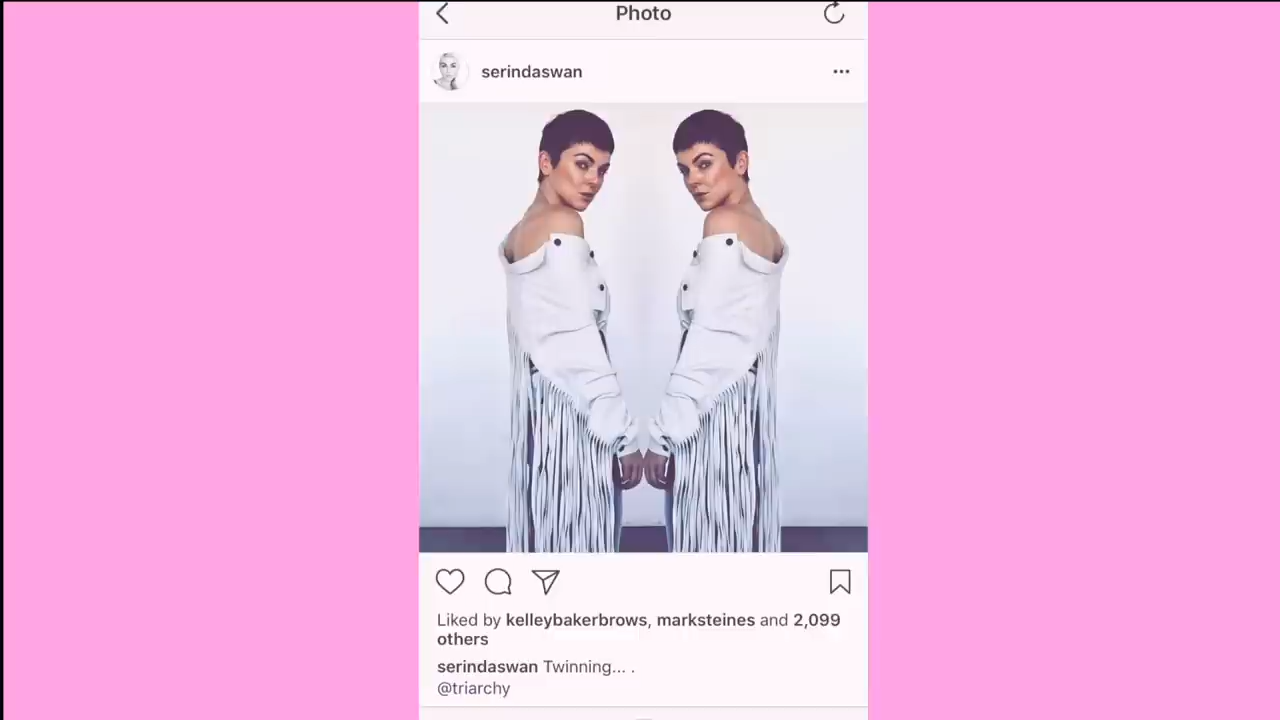 Photo
serindaswan
Liked by kelleybakerbrows, marksteines and 2,099
others
serindaswan Twinning... .
@triarchy